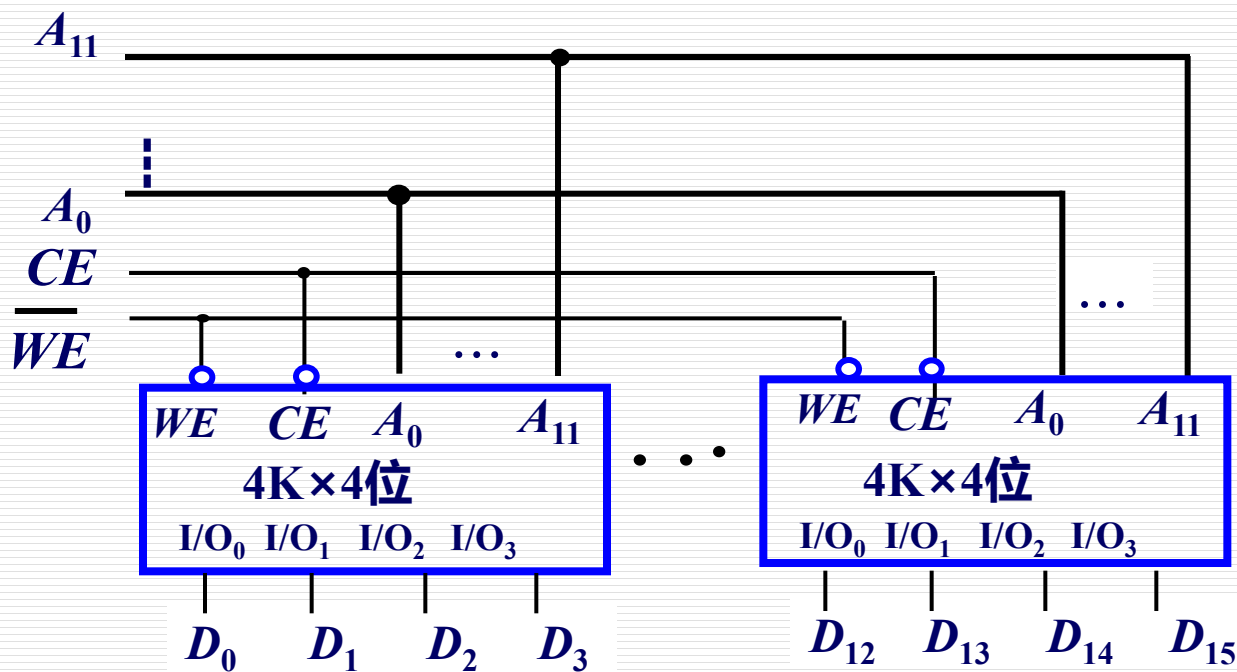 A₁₁
A₀
CE
W̅E̅
...
...
WE CE A₀ A₁₁
4K×4位
I/O₀ I/O₁ I/O₂ I/O₃
D₀ D₁ D₂ D₃
. . .
WE CE A₀ A₁₁
4K×4位
I/O₀ I/O₁ I/O₂ I/O₃
D₁₂ D₁₃ D₁₄ D₁₅